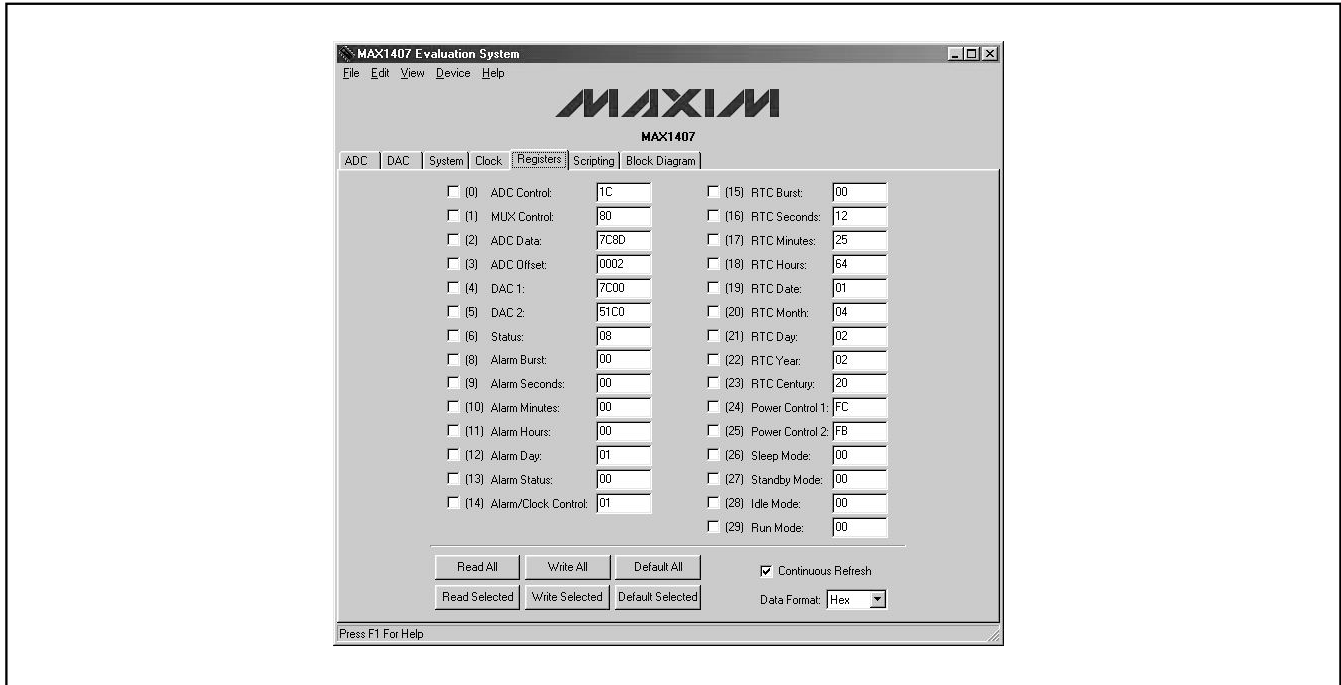 MAX1407 Evaluation System
File Edit View Device Help
MAXIM
MAX1407
ADC DAC System Clock Registers Scripting Block Diagram
(0) ADC Control: 1C
(1) MUX Control: 80
(2) ADC Data: 7C8D
(3) ADC Offset: 0002
(4) DAC 1: 7C00
(5) DAC 2: 51C0
(6) Status: 08
(8) Alarm Burst: 00
(9) Alarm Seconds: 00
(10) Alarm Minutes: 00
(11) Alarm Hours: 00
(12) Alarm Day: 01
(13) Alarm Status: 00
(14) Alarm/Clock Control: 01
(15) RTC Burst: 00
(16) RTC Seconds: 12
(17) RTC Minutes: 25
(18) RTC Hours: 64
(19) RTC Date: 01
(20) RTC Month: 04
(21) RTC Day: 02
(22) RTC Year: 02
(23) RTC Century: 20
(24) Power Control 1: FC
(25) Power Control 2: FB
(26) Sleep Mode: 00
(27) Standby Mode: 00
(28) Idle Mode: 00
(29) Run Mode: 00
Read All Write All Default All
Continuous Refresh
Read Selected Write Selected Default Selected
Data Format: Hex
Press F1 For Help